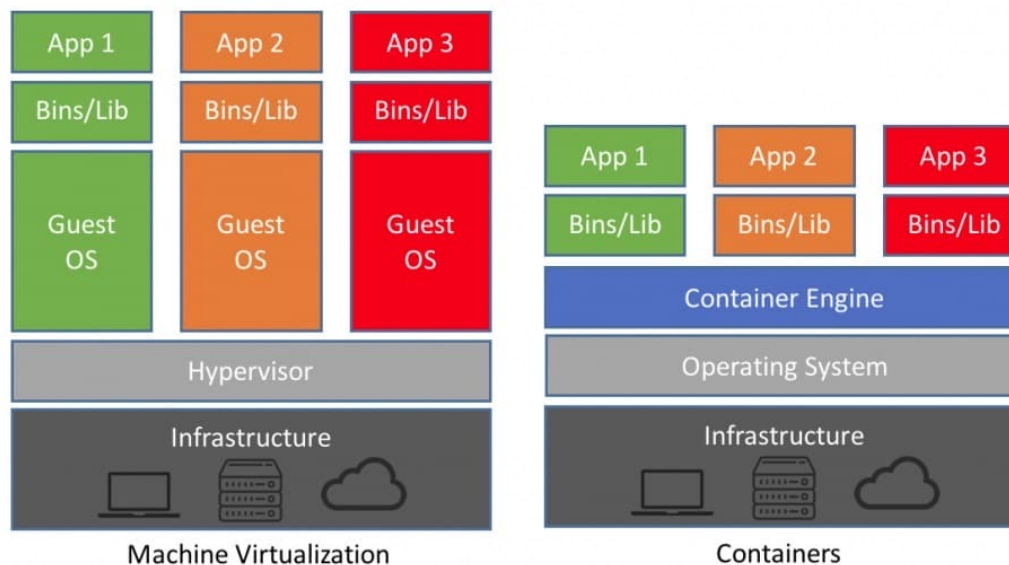 App 1
App 2
App 3
Bins/Lib
Bins/Lib
Bins/Lib
Guest
OS
Guest
OS
Guest
OS
Hypervisor
Infrastructure
Machine Virtualization
App 1
App 2
App 3
Bins/Lib
Bins/Lib
Bins/Lib
Container Engine
Operating System
Infrastructure
Containers